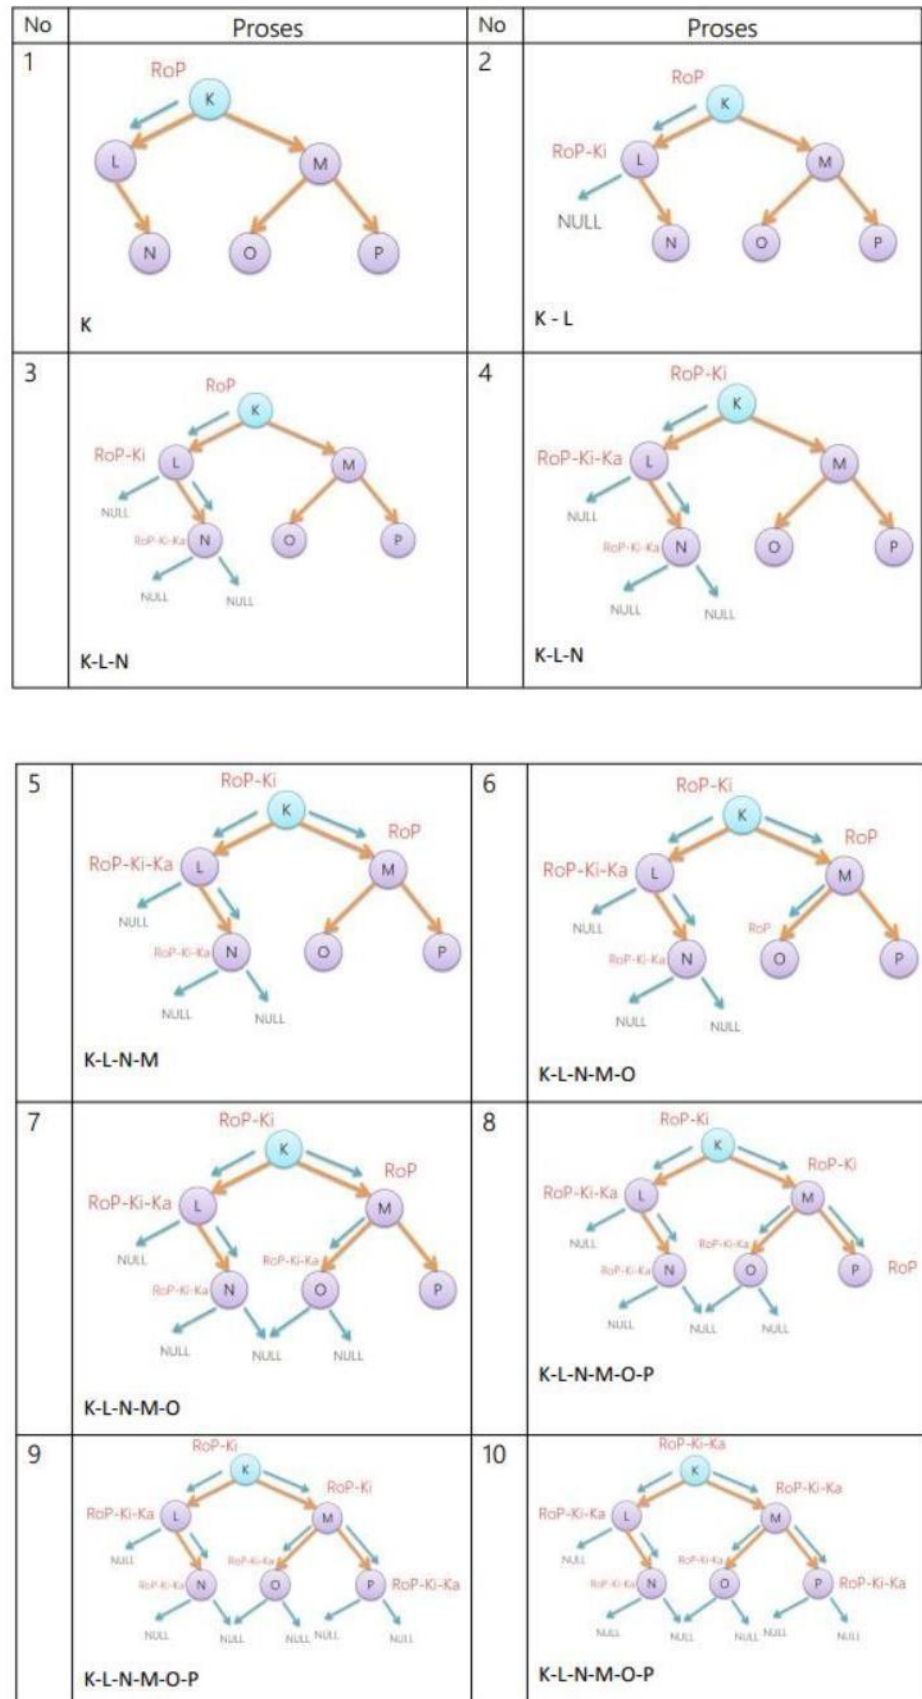 No Proses No Proses
1
RoP
K
L
M
N
O
P
K
2
RoP
K
RoP-Ki
L
M
NULL
N
O
P
K - L
3
RoP
K
RoP-Ki
L
M
NULL
RoP-Ki-Ka
N
O
P
NULL
NULL
K-L-N
4
RoP-Ki
K
RoP-Ki-Ka
L
M
NULL
RoP-Ki-Ka
N
O
P
NULL
NULL
K-L-N
5
RoP-Ki
K
RoP
RoP-Ki-Ka
L
M
NULL
RoP-Ki-Ka
N
O
P
NULL
NULL
K-L-N-M
6
RoP-Ki
K
RoP
RoP-Ki-Ka
L
M
NULL
RoP
RoP-Ki-Ka
N
O
P
NULL
NULL
K-L-N-M-O
7
RoP-Ki
K
RoP
RoP-Ki-Ka
L
M
NULL
RoP-Ki-Ka
RoP-Ki-Ka
N
O
P
NULL
NULL
NULL
K-L-N-M-O
8
RoP-Ki
K
RoP-Ki
RoP-Ki-Ka
L
M
NULL
RoP-Ki-Ka
RoP-Ki-Ka
N
O
P
RoP
NULL
NULL
NULL
K-L-N-M-O-P
9
RoP-Ki
K
RoP-Ki
RoP-Ki-Ka
L
M
NULL
RoP-Ki-Ka
RoP-Ki-Ka
N
O
P
RoP-Ki-Ka
NULL
NULL
NULL
NULL
NULL
K-L-N-M-O-P
10
RoP-Ki-Ka
K
RoP-Ki-Ka
RoP-Ki-Ka
L
M
NULL
RoP-Ki-Ka
RoP-Ki-Ka
N
O
P
RoP-Ki-Ka
NULL
NULL
NULL
NULL
NULL
K-L-N-M-O-P